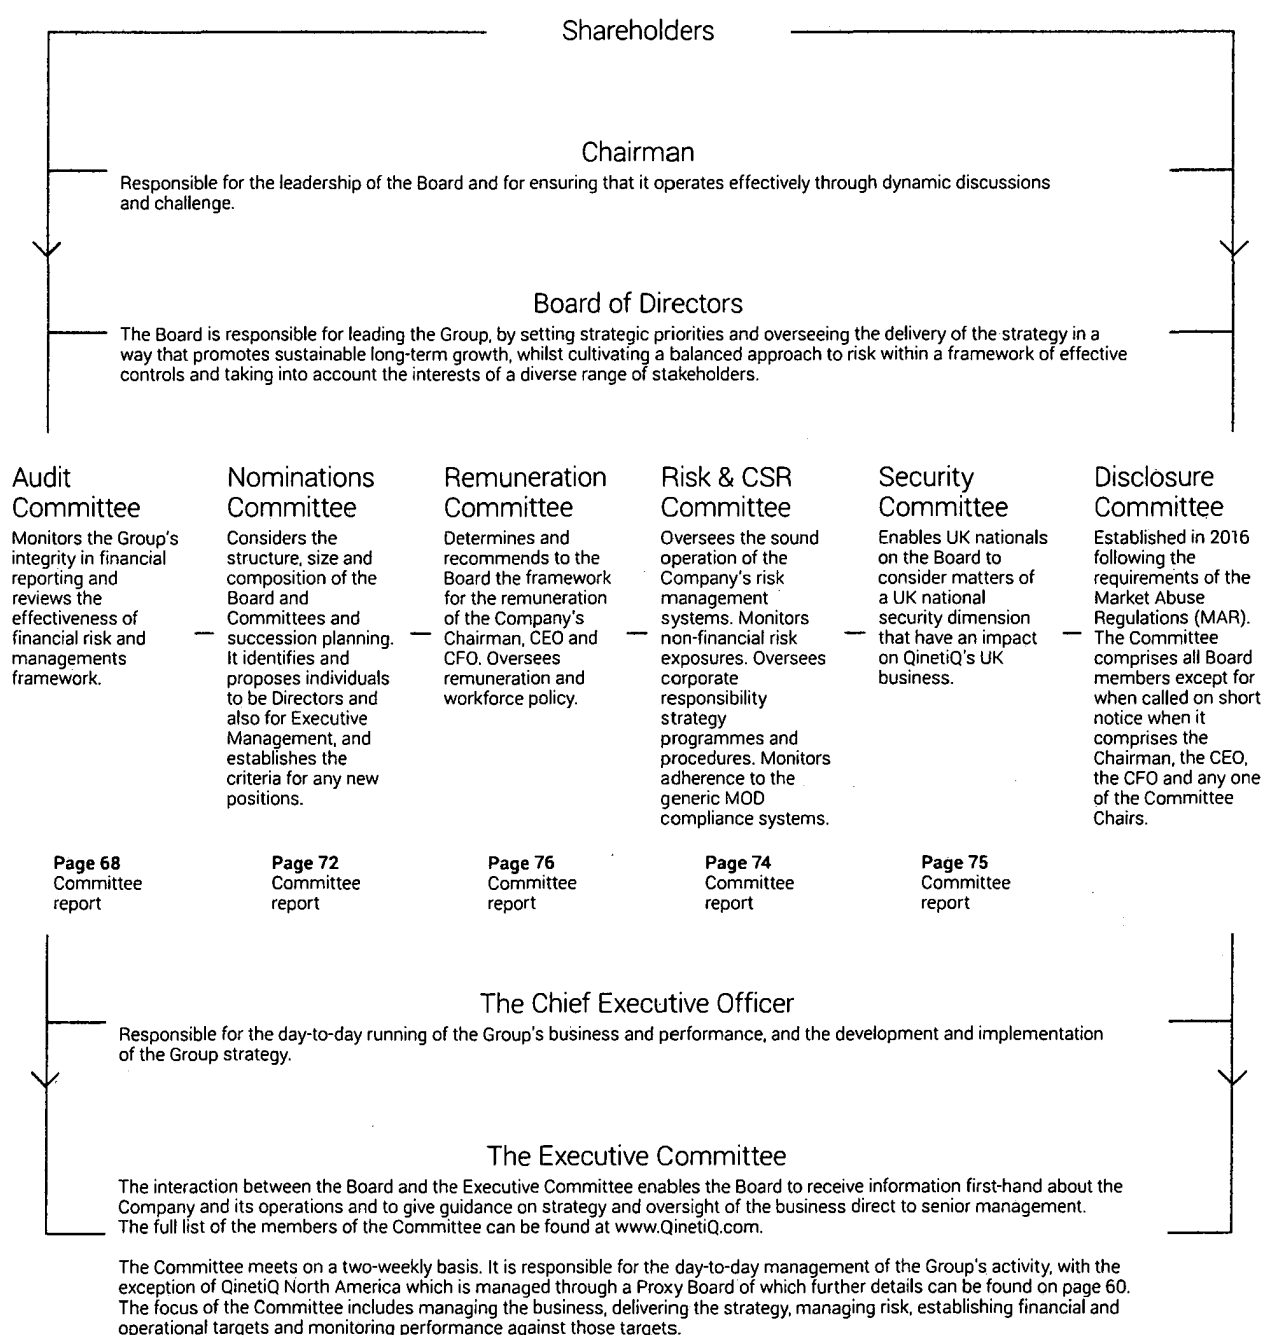 Shareholders
Chairman
Responsible for the leadership of the Board and for ensuring that it operates effectively through dynamic discussions
and challenge.
Board of Directors
The Board is responsible for leading the Group, by setting strategic priorities and overseeing the delivery of the strategy in a
way that promotes sustainable long-term growth, whilst cultivating a balanced approach to risk within a framework of effective
controls and taking into account the interests of a diverse range of stakeholders.
Audit
Committee
Monitors the Group's
integrity in financial
reporting and
reviews the
effectiveness of
financial risk and
managements
framework.
Page 68
Committee
report
Nominations
Committee
Considers the
structure, size and
composition of the
Board and
Committees and
succession planning.
It identifies and
proposes individuals
to be Directors and
also for Executive
Management, and
establishes the
criteria for any new
positions.
Page 72
Committee
report
Remuneration
Committee
Determines and
recommends to the
Board the framework
for the remuneration
of the Company's
Chairman, CEO and
CFO. Oversees
remuneration and
workforce policy.
Page 76
Committee
report
Risk & CSR
Committee
Oversees the sound
operation of the
Company's risk
management
systems. Monitors
non-financial risk
exposures. Oversees
corporate
responsibility
strategy
programmes and
procedures. Monitors
adherence to the
generic MOD
compliance systems.
Page 74
Committee
report
Security
Committee
Enables UK nationals
on the Board to
consider matters of
a UK national
security dimension
that have an impact
on QinetiQ's UK
business.
Page 75
Committee
report
Disclosure
Committee
Established in 2016
following the
requirements of the
Market Abuse
Regulations (MAR).
The Committee
comprises all Board
members except for
when called on short
notice when it
comprises the
Chairman, the CEO,
the CFO and any one
of the Committee
Chairs.
The Chief Executive Officer
Responsible for the day-to-day running of the Group's business and performance, and the development and implementation
of the Group strategy.
The Executive Committee
The interaction between the Board and the Executive Committee enables the Board to receive information first-hand about the
Company and its operations and to give guidance on strategy and oversight of the business direct to senior management.
The full list of the members of the Committee can be found at www.QinetiQ.com.
The Committee meets on a two-weekly basis. It is responsible for the day-to-day management of the Group's activity, with the
exception of QinetiQ North America which is managed through a Proxy Board of which further details can be found on page 60.
The focus of the Committee includes managing the business, delivering the strategy, managing risk, establishing financial and
operational targets and monitoring performance against those targets.